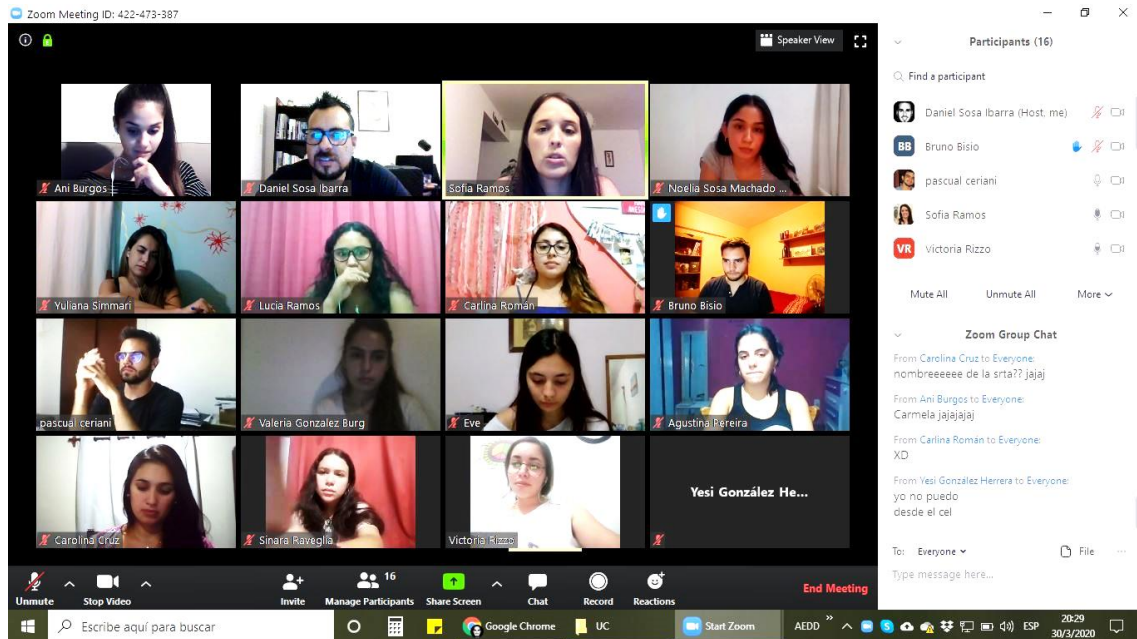 Zoom Meeting ID: 422-473-387
Speaker View
Ani Burgos
Daniel Sosa Ibarra
Sofia Ramos
Noelia Sosa Machado ...
Yuliana Simmari
Lucia Ramos
Carlina Román
Bruno Bisio
pascual ceriani
Valeria Gonzalez Burg
Eve
Agustina Pereira
Carolina Cruz
Sinara Raveglia
Victoria Rizzo
Yesi González He...
Unmute
Stop Video
Invite
16
Manage Participants
Share Screen
Chat
Record
Reactions
End Meeting
Participants (16)
Find a participant
Daniel Sosa Ibarra (Host, me)
BB Bruno Bisio
pascual ceriani
Sofia Ramos
VR Victoria Rizzo
Mute All Unmute All More
Zoom Group Chat
From Carolina Cruz to Everyone:
nombreeeeee de la srta?? jajaj
From Ani Burgos to Everyone:
Carmela jajajajaj
From Carlina Román to Everyone:
XD
From Yesi González Herrera to Everyone:
yo no puedo
desde el cel
To: Everyone File ...
Type message here...
Escribe aquí para buscar
Google Chrome
UC
Start Zoom
AEDD
ESP
20:29
30/3/2020